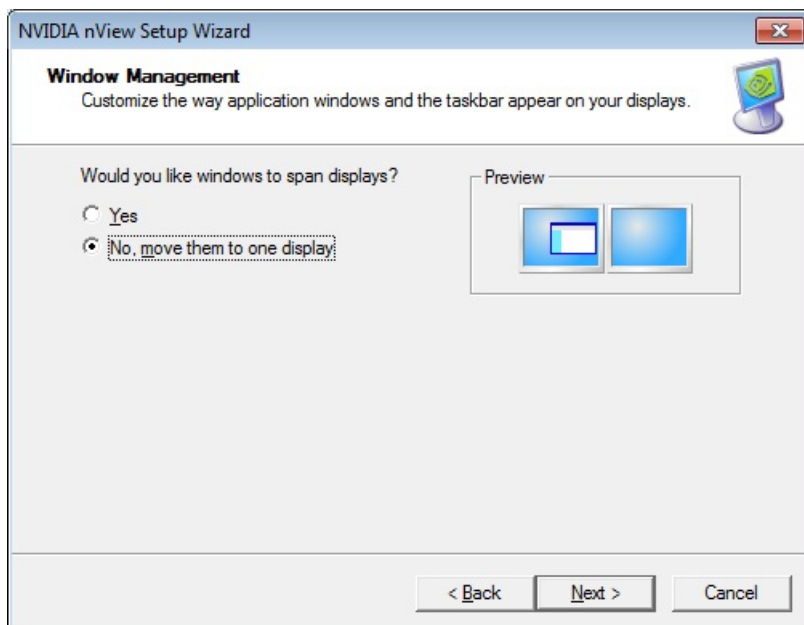 NVIDIA nView Setup Wizard
Window Management
Customize the way application windows and the taskbar appear on your displays.
Would you like windows to span displays?
Preview
Yes
No, move them to one display
< Back
Next >
Cancel